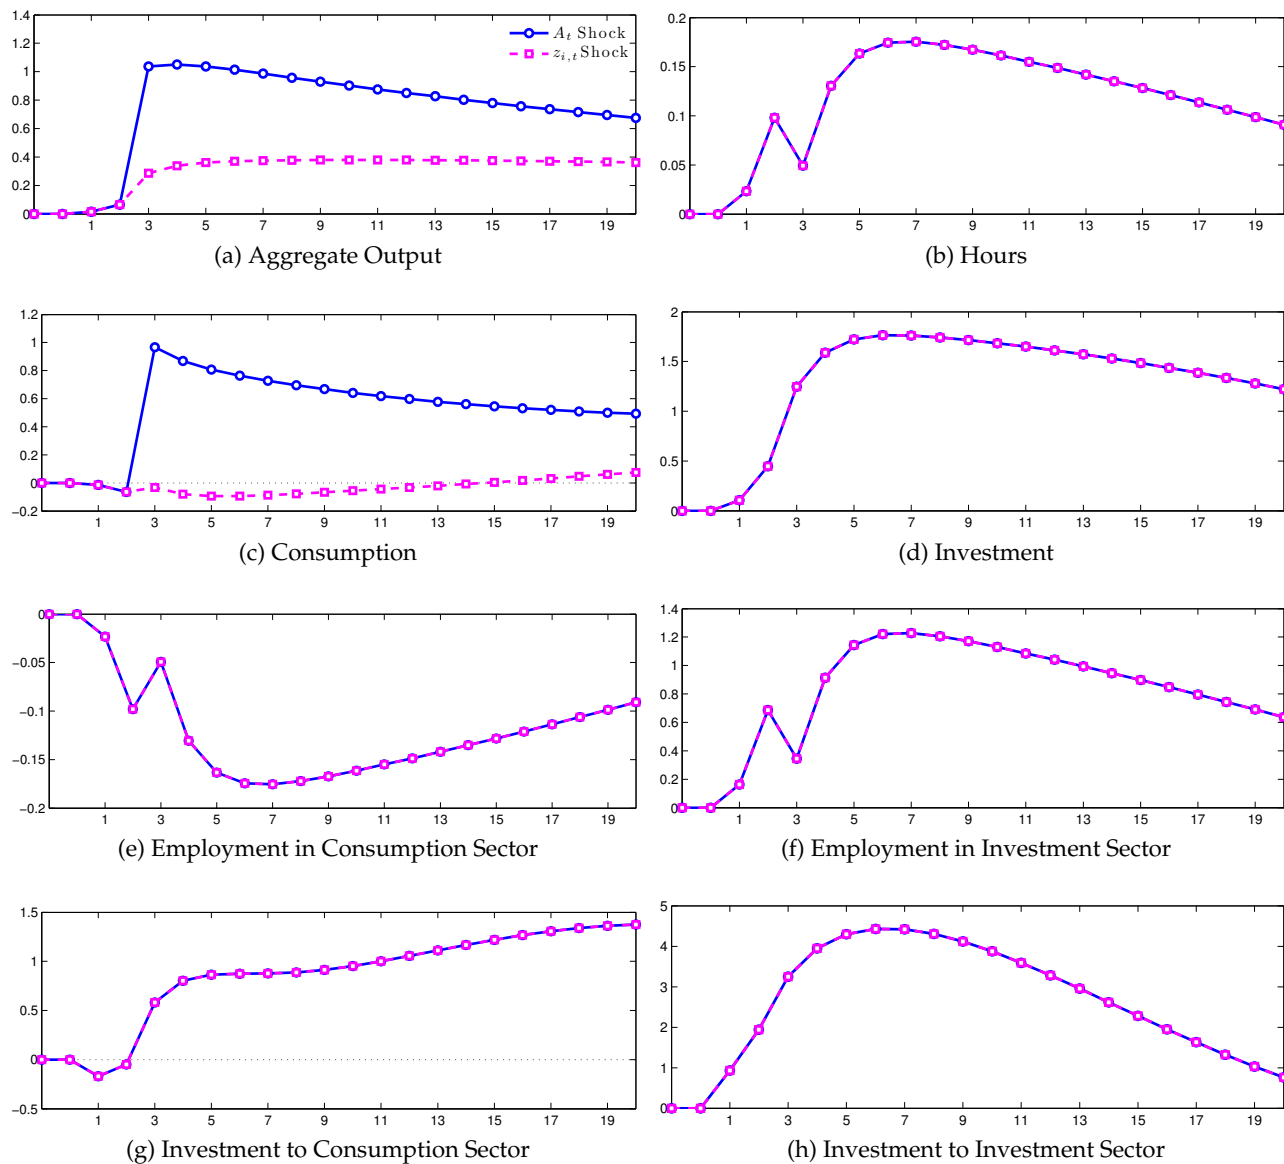 1.4
1.2
1
0.8
0.6
0.4
0.2
0
1 3 5 7 9 11 13 15 17 19
A_t Shock
z_{i,t} Shock
(a) Aggregate Output
0.2
0.15
0.1
0.05
0
1 3 5 7 9 11 13 15 17 19
(b) Hours
1.2
1
0.8
0.6
0.4
0.2
0
−0.2
1 3 5 7 9 11 13 15 17 19
(c) Consumption
2
1.5
1
0.5
0
1 3 5 7 9 11 13 15 17 19
(d) Investment
0
−0.05
−0.1
−0.15
−0.2
1 3 5 7 9 11 13 15 17 19
(e) Employment in Consumption Sector
1.4
1.2
1
0.8
0.6
0.4
0.2
0
1 3 5 7 9 11 13 15 17 19
(f) Employment in Investment Sector
1.5
1
0.5
0
−0.5
1 3 5 7 9 11 13 15 17 19
(g) Investment to Consumption Sector
5
4
3
2
1
0
1 3 5 7 9 11 13 15 17 19
(h) Investment to Investment Sector